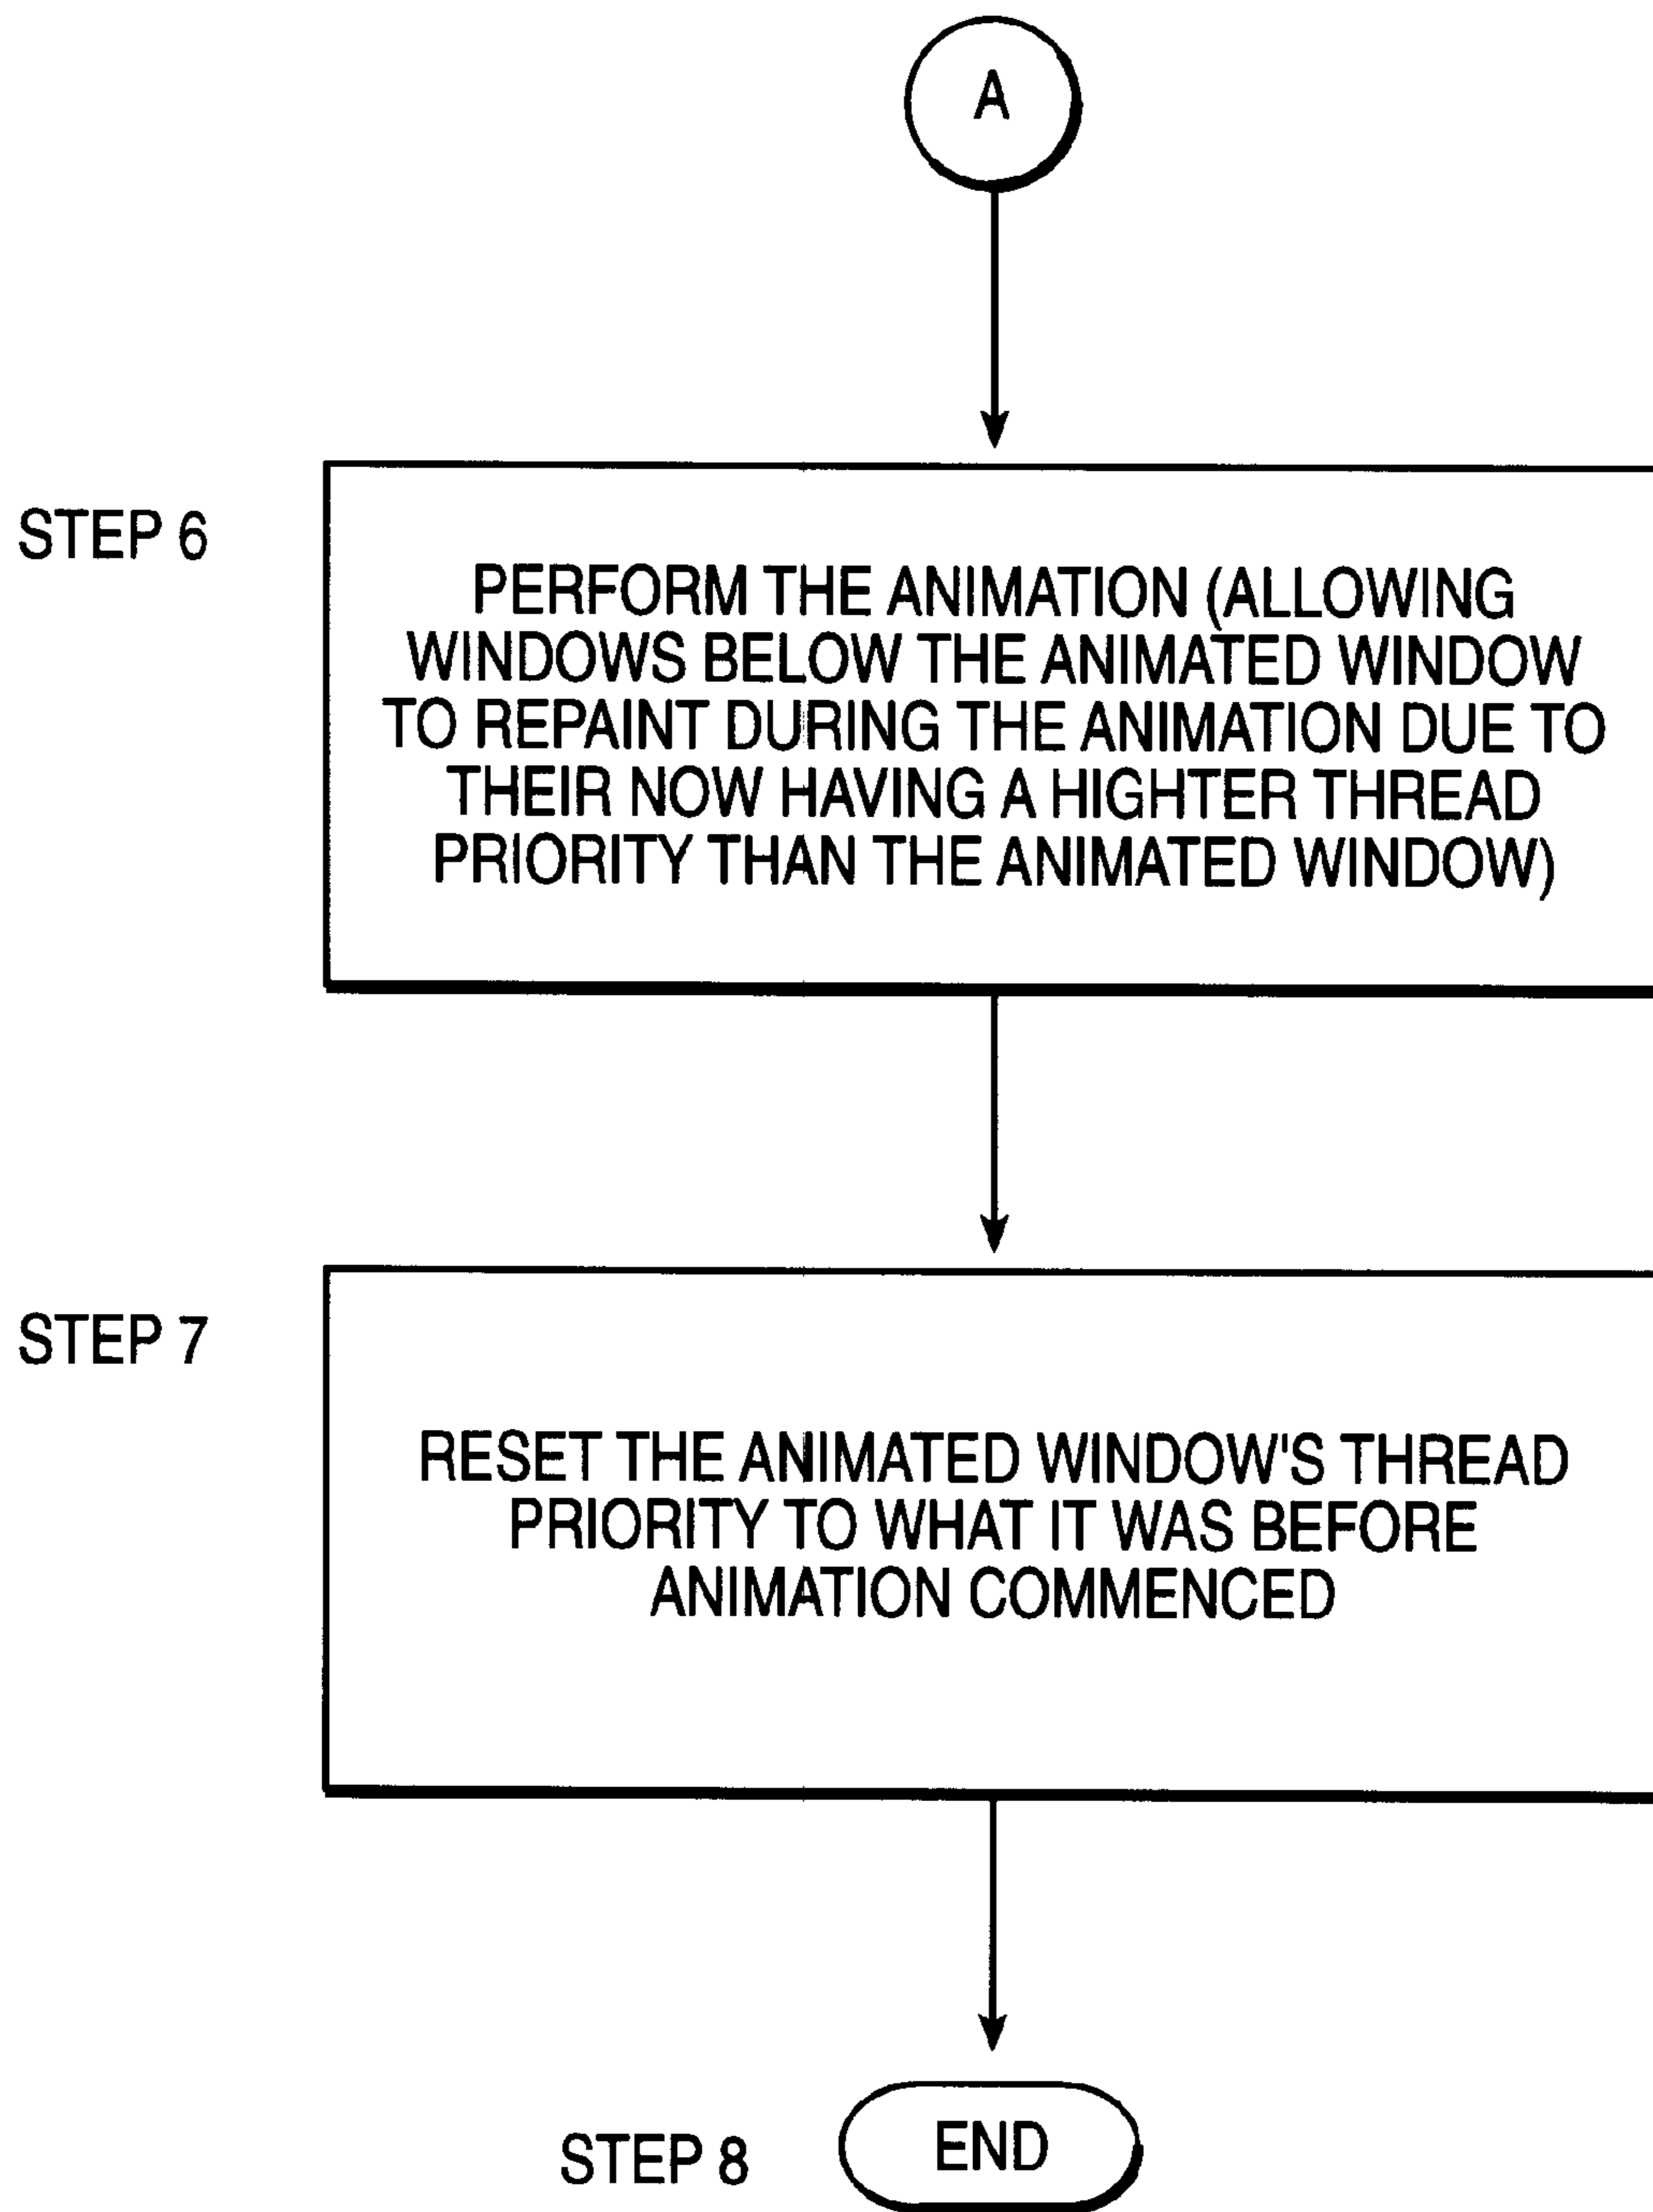 A
STEP 6
PERFORM THE ANIMATION (ALLOWING
WINDOWS BELOW THE ANIMATED WINDOW
TO REPAINT DURING THE ANIMATION DUE TO
THEIR NOW HAVING A HIGHTER THREAD
PRIORITY THAN THE ANIMATED WINDOW)
STEP 7
RESET THE ANIMATED WINDOW'S THREAD
PRIORITY TO WHAT IT WAS BEFORE
ANIMATION COMMENCED
STEP 8
END